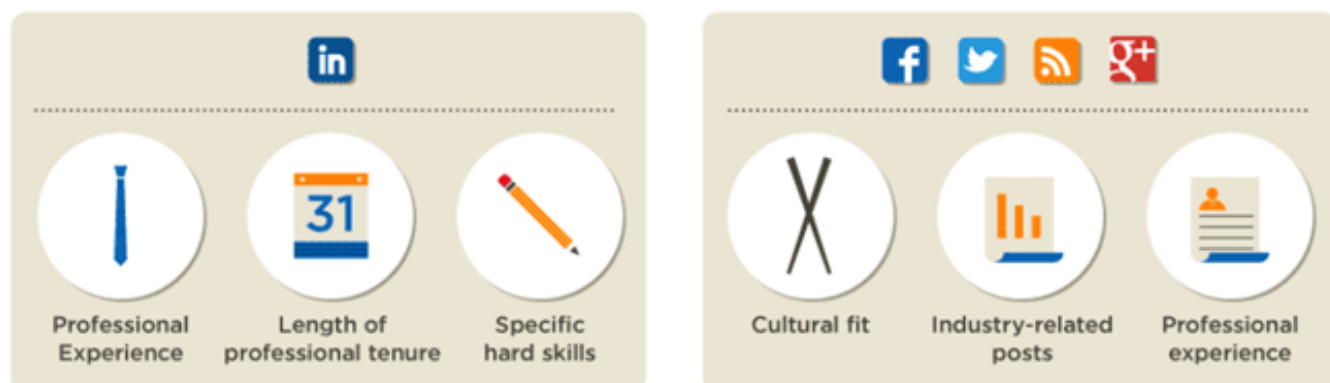 in
f
g+
31
Professional
Experience
Length of
professional tenure
Specific
hard skills
Cultural fit
Industry-related
posts
Professional
experience